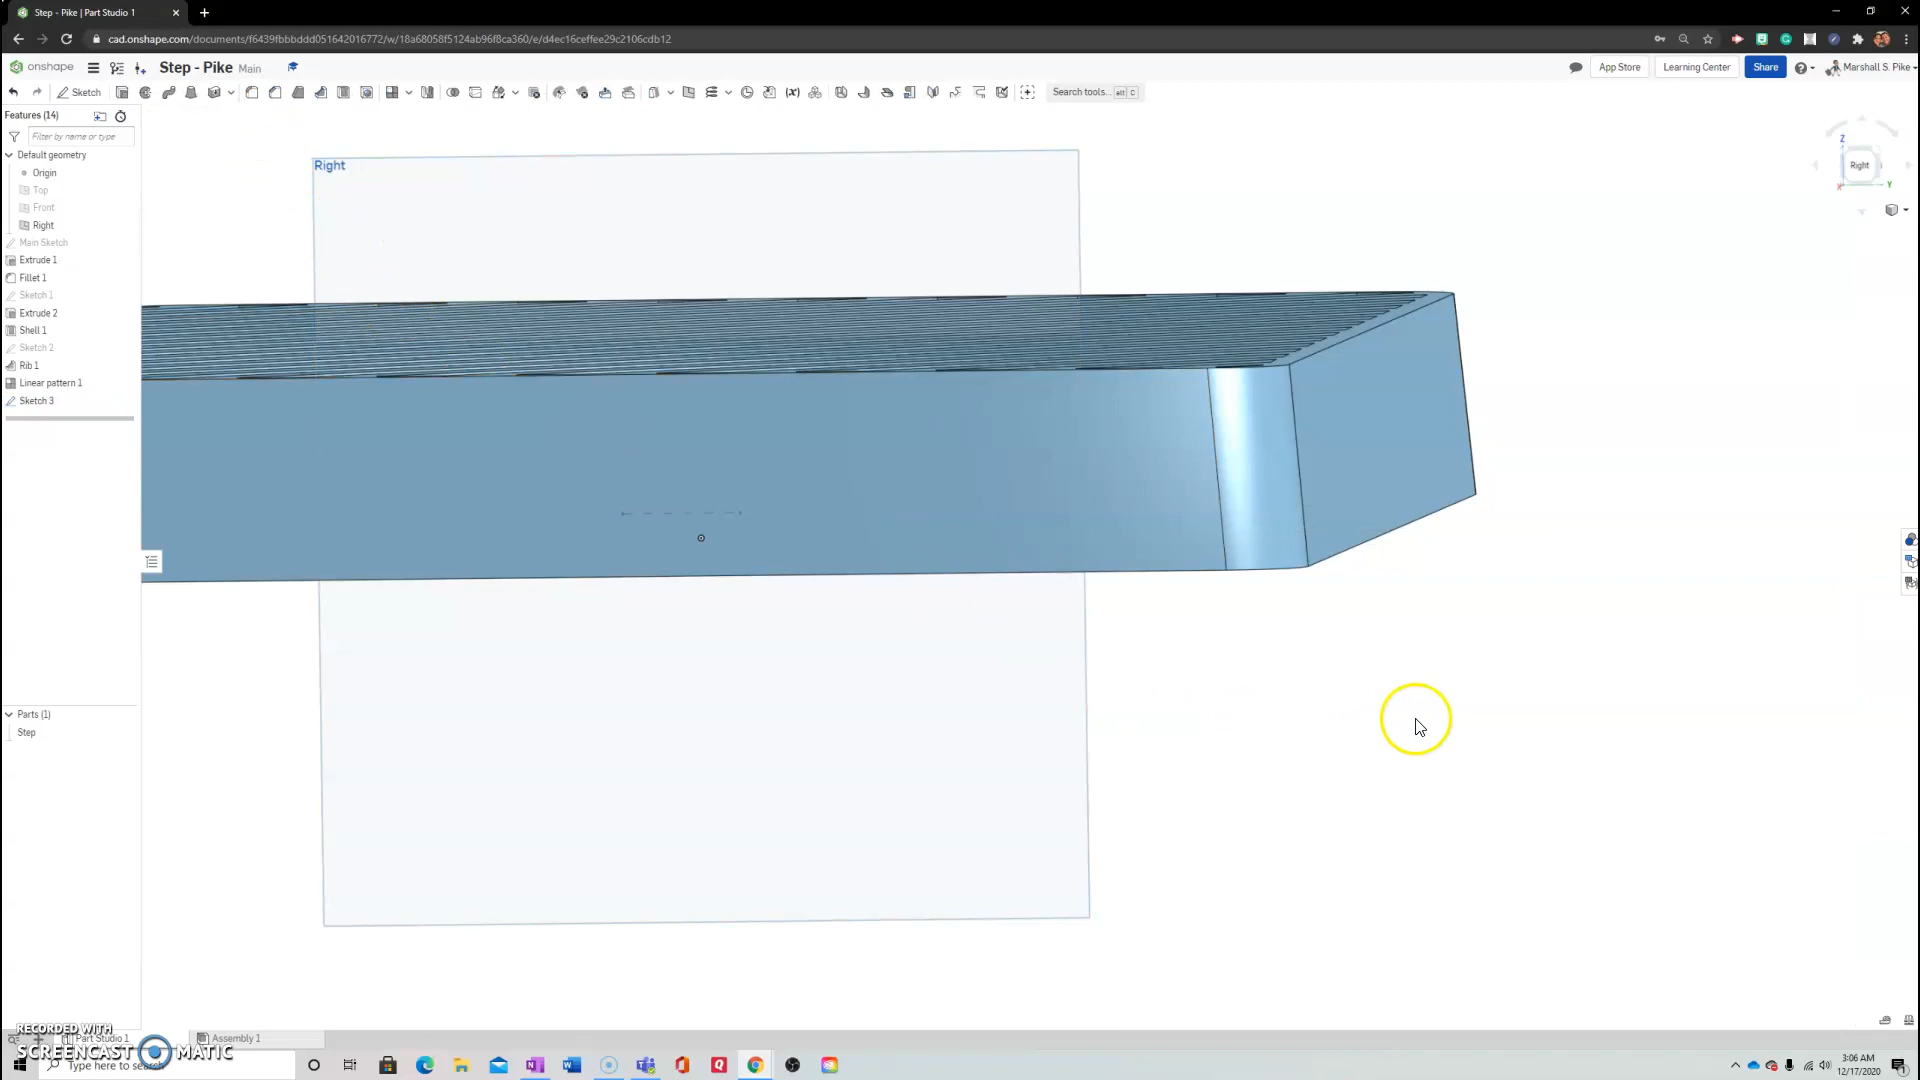 Step - Pike | Part Studio 1
cad.onshape.com/documents/f6439fbbbddd051642016772/w/18a68058f5124ab96f8ca360/e/d4ec16ceffee29c2106cdb12
onshape
Step - Pike Main
App Store
Learning Center
Share
Marshall S. Pike
Sketch
Search tools... alt C
Features (14)
Filter by name or type
Default geometry
Origin
Top
Front
Right
Main Sketch
Extrude 1
Fillet 1
Sketch 1
Extrude 2
Shell 1
Sketch 2
Rib 1
Linear pattern 1
Sketch 3
Parts (1)
Step
Right
Z
Right
X
Y
RECORDED WITH
SCREENCAST MATIC
Part Studio 1
Assembly 1
Type here to search
3:06 AM
12/17/2020